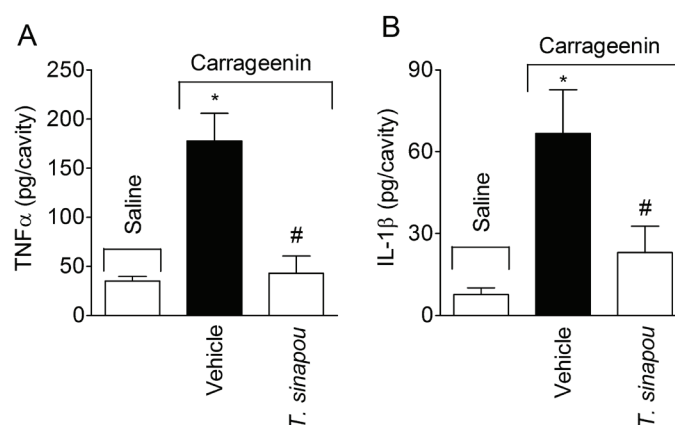 A
Carrageenin
TNFα (pg/cavity)
250
200
150
100
50
0
Saline
*
#
Vehicle
T. sinapou
B
Carrageenin
IL-1β (pg/cavity)
90
60
30
0
Saline
*
#
Vehicle
T. sinapou